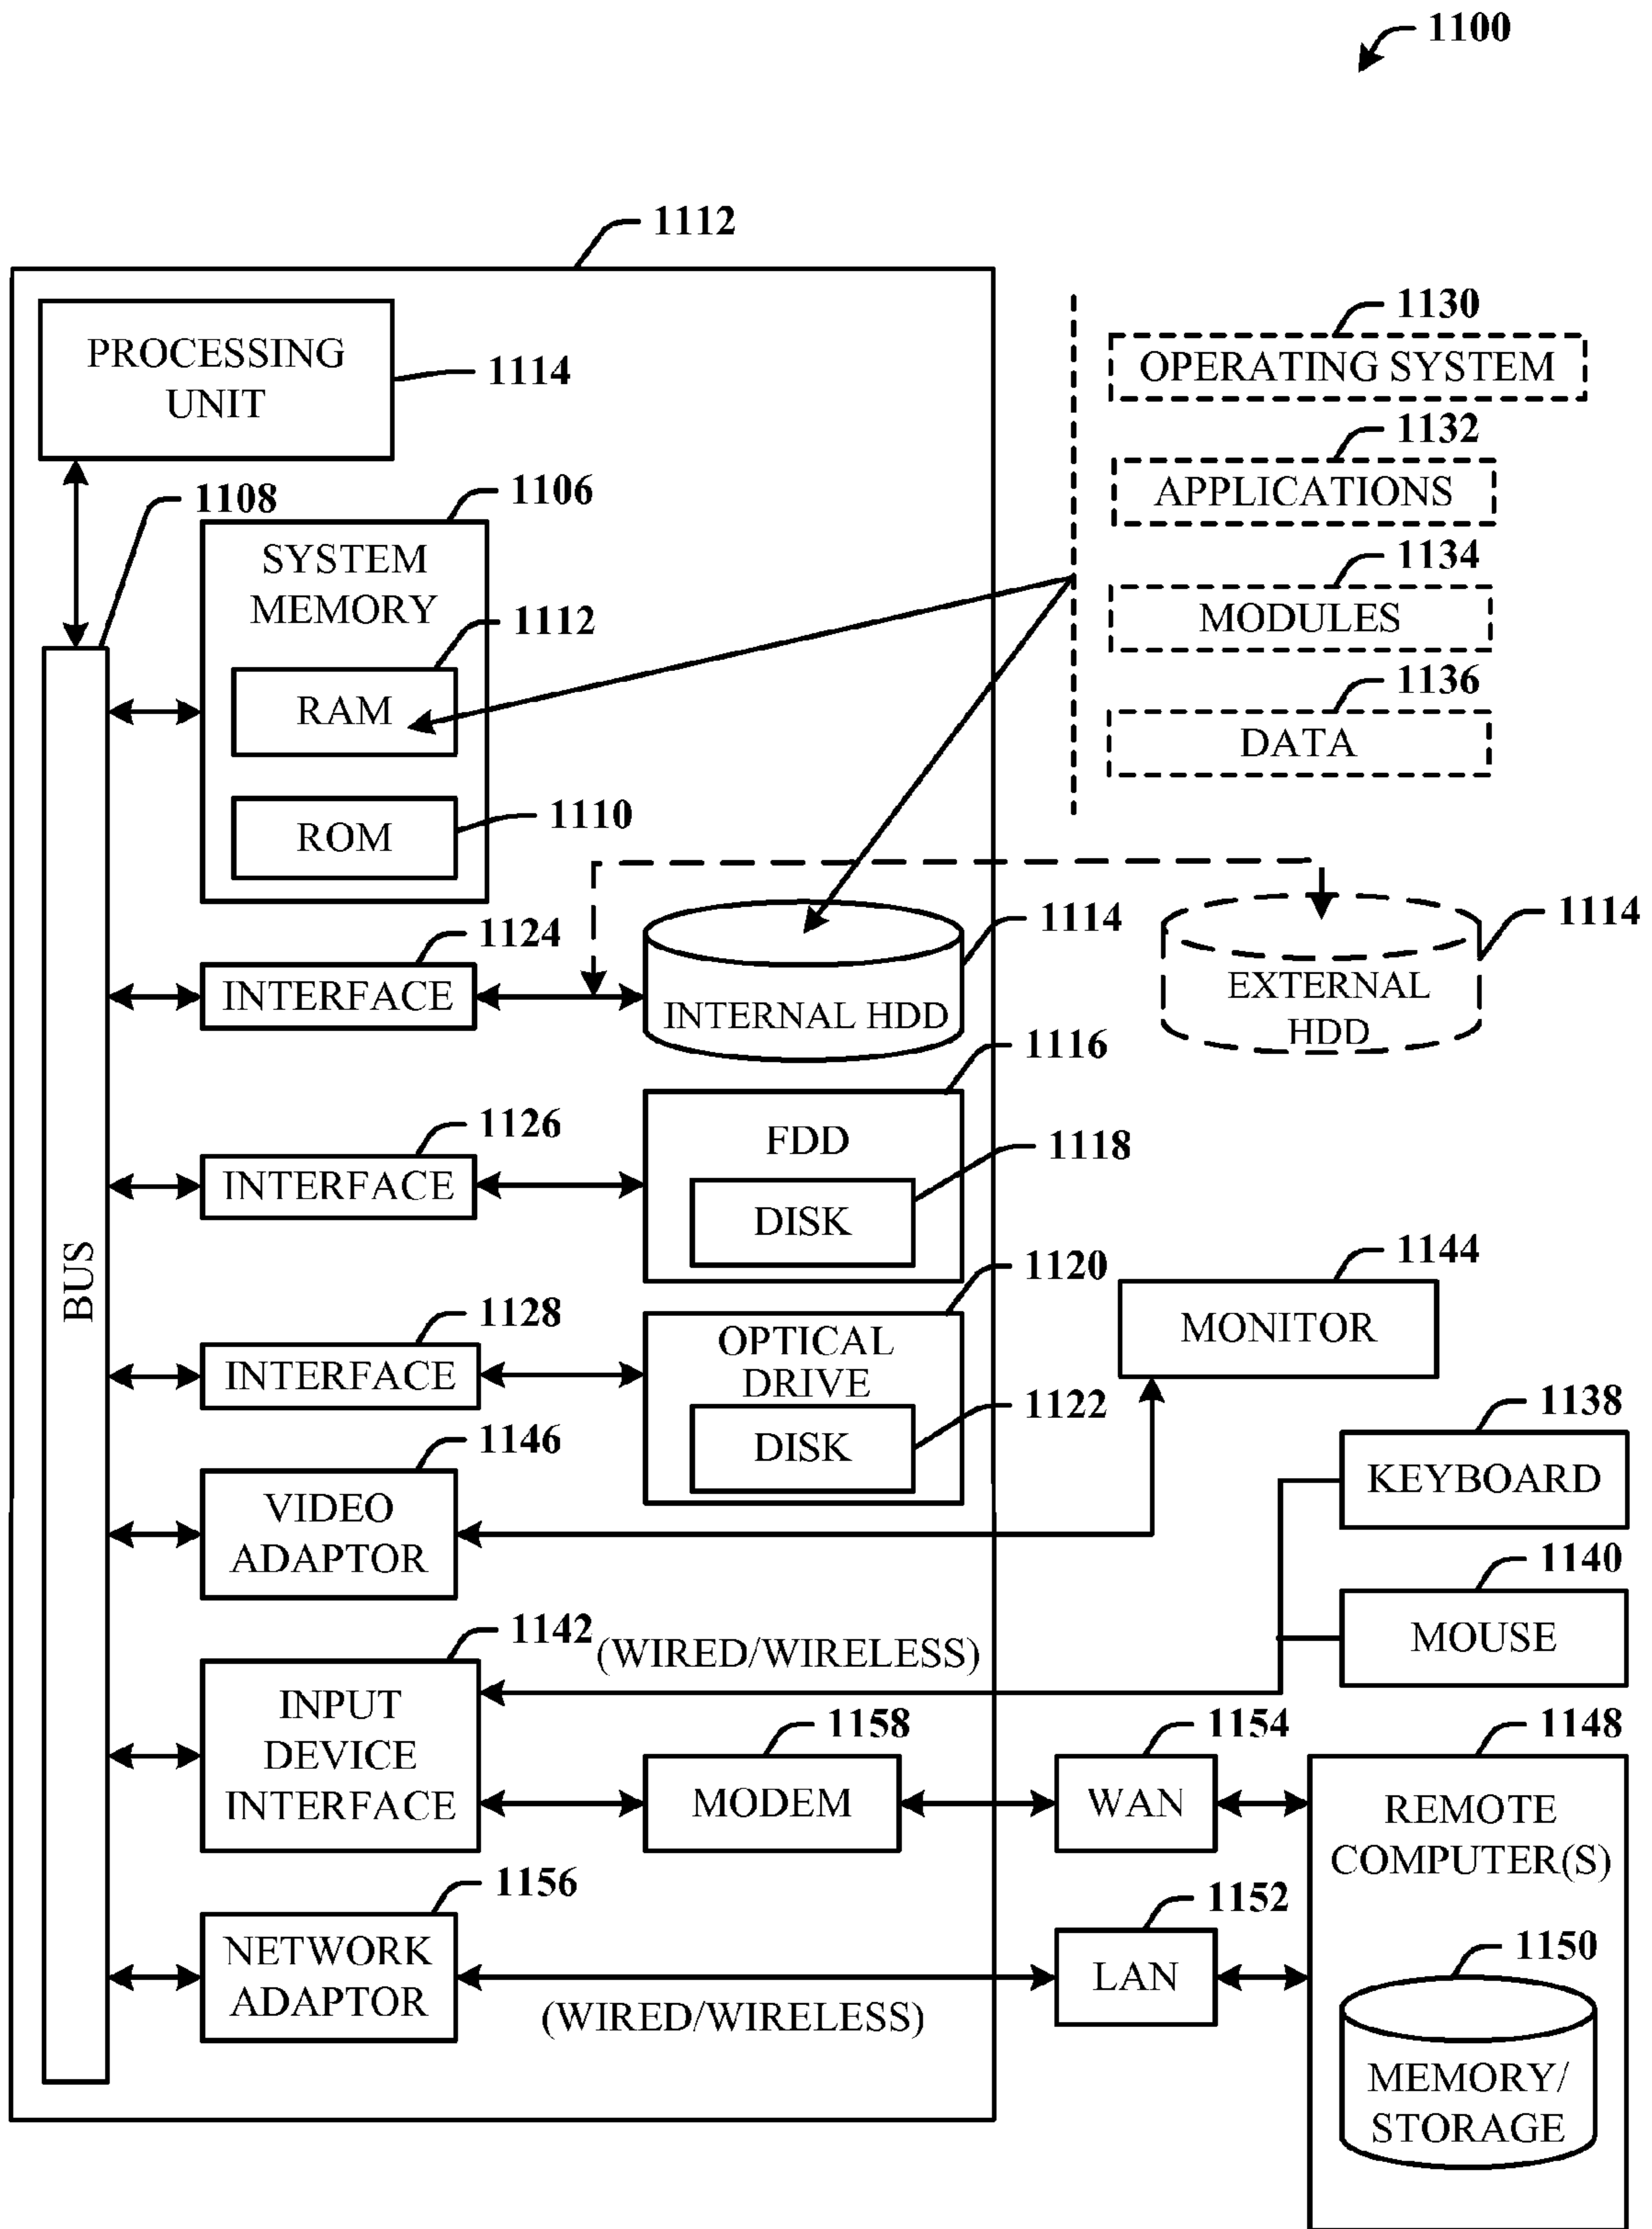 1100
1112
PROCESSING
UNIT
1114
1130
OPERATING SYSTEM
1132
APPLICATIONS
1134
MODULES
1136
DATA
1108
1106
SYSTEM
MEMORY
1112
RAM
1110
ROM
BUS
1124
INTERFACE
1114
INTERNAL HDD
1114
EXTERNAL
HDD
1126
INTERFACE
1116
FDD
1118
DISK
1128
INTERFACE
1120
OPTICAL
DRIVE
1122
DISK
1144
MONITOR
1146
VIDEO
ADAPTOR
1138
KEYBOARD
1140
MOUSE
1142
(WIRED/WIRELESS)
INPUT
DEVICE
INTERFACE
1158
MODEM
1154
WAN
1148
REMOTE
COMPUTER(S)
1156
NETWORK
ADAPTOR
(WIRED/WIRELESS)
1152
LAN
1150
MEMORY/
STORAGE